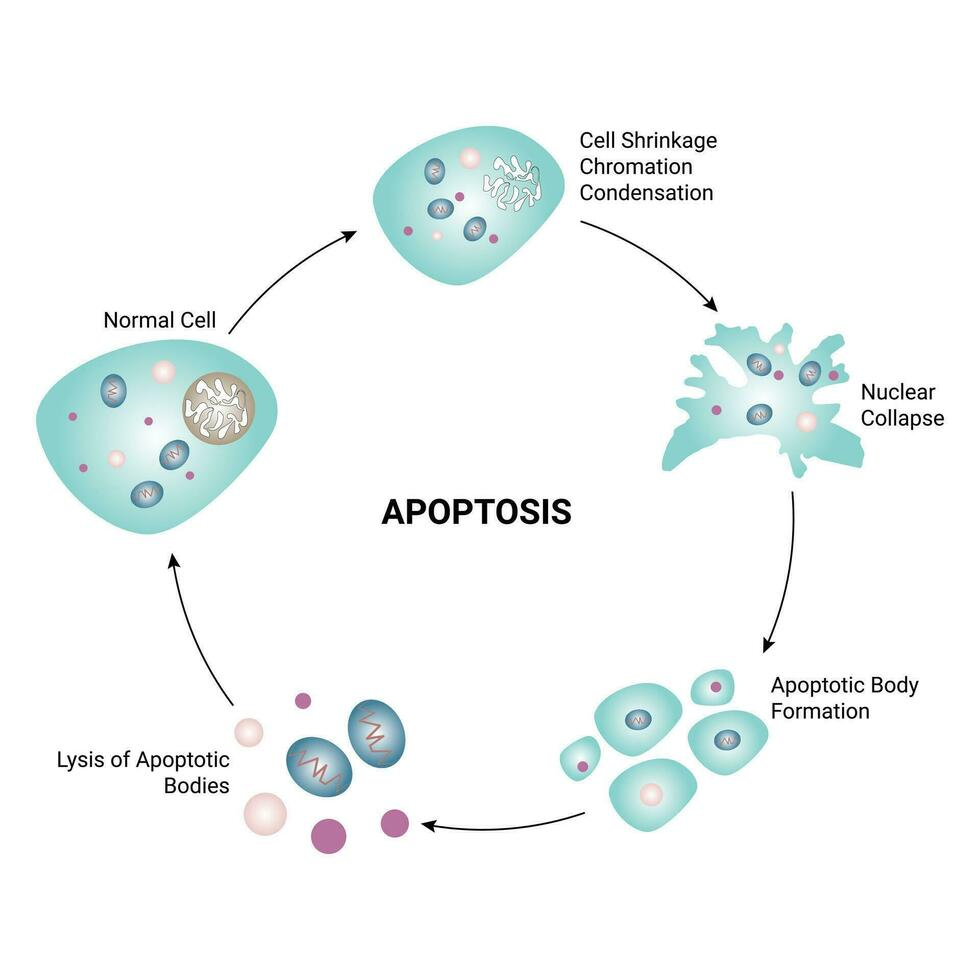 Cell Shrinkage
Chromation
Condensation
Normal Cell
Nuclear
Collapse
APOPTOSIS
Apoptotic Body
Formation
Lysis of Apoptotic
Bodies